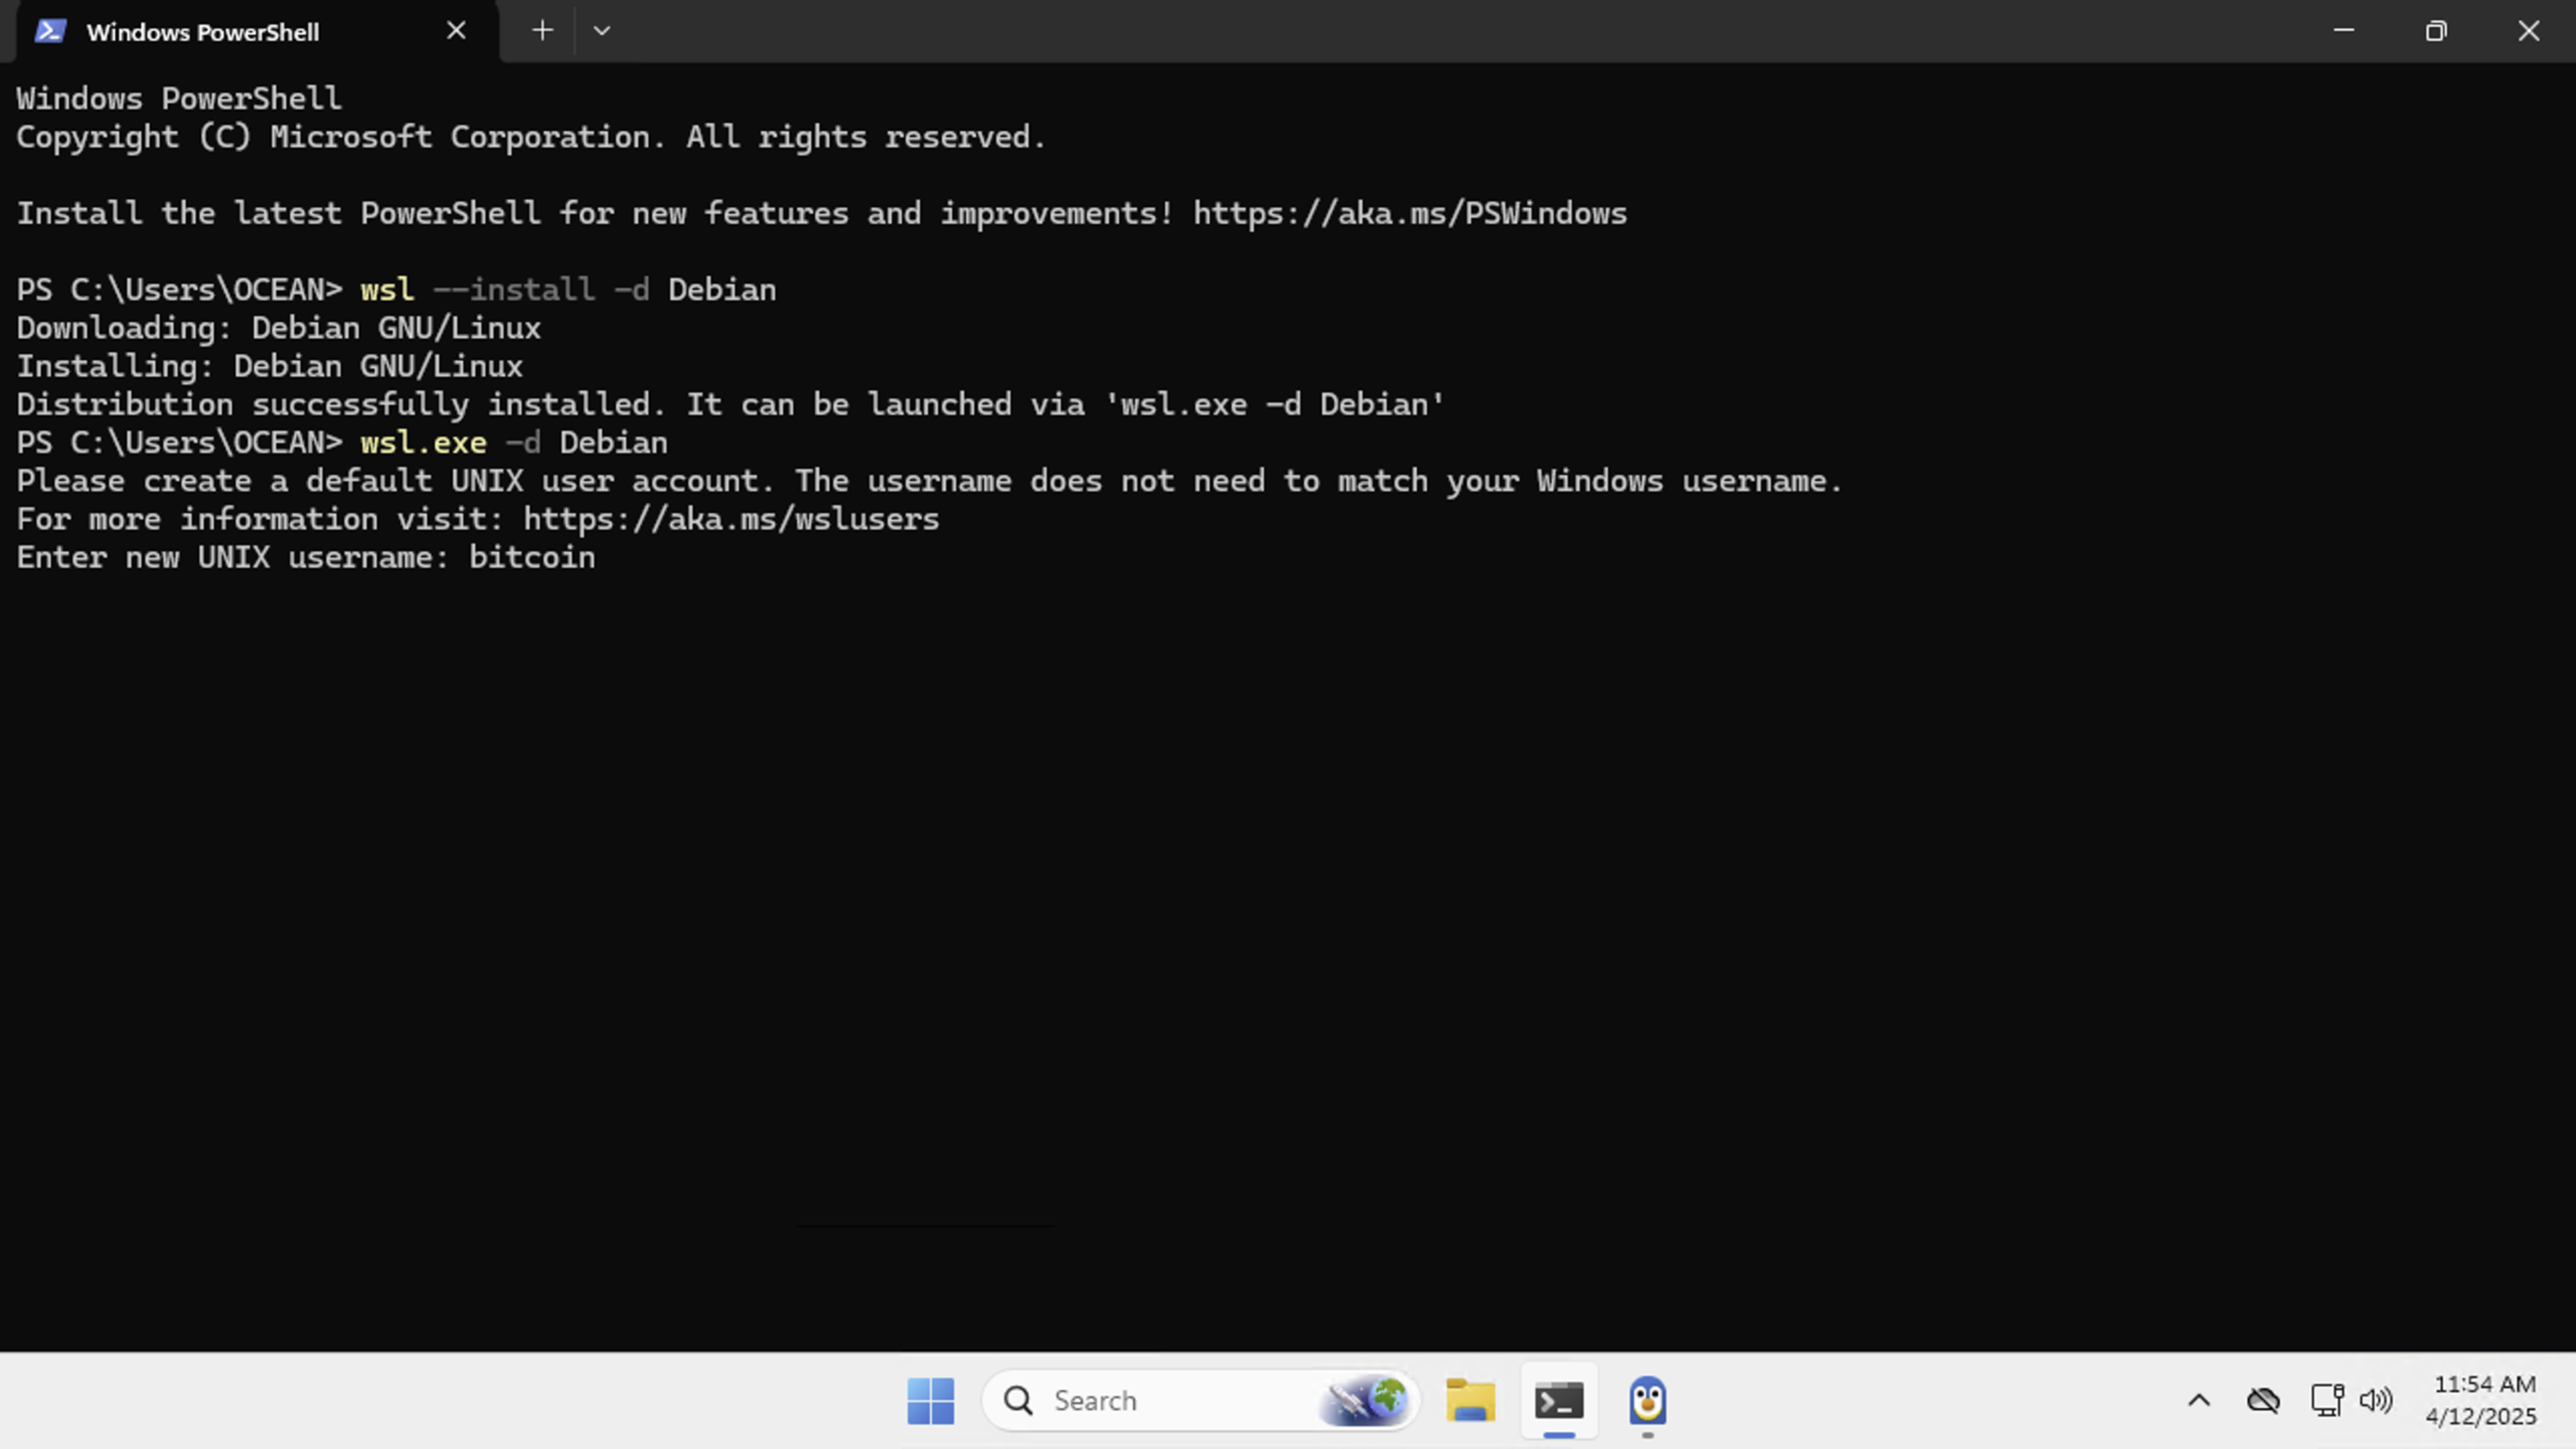 Windows PowerShell
Windows PowerShell
Copyright (C) Microsoft Corporation. All rights reserved.
Install the latest PowerShell for new features and improvements! https://aka.ms/PSWindows
PS C:\Users\OCEAN> wsl --install -d Debian
Downloading: Debian GNU/Linux
Installing: Debian GNU/Linux
Distribution successfully installed. It can be launched via 'wsl.exe -d Debian'
PS C:\Users\OCEAN> wsl.exe -d Debian
Please create a default UNIX user account. The username does not need to match your Windows username.
For more information visit: https://aka.ms/wslusers
Enter new UNIX username: bitcoin
Search
11:54 AM
4/12/2025